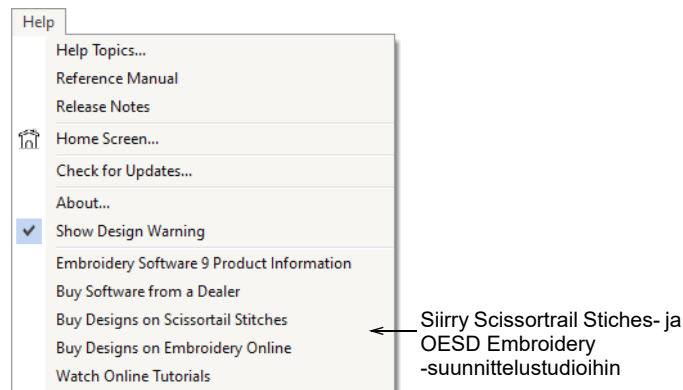 Help
Help Topics...
Reference Manual
Release Notes
Home Screen...
Check for Updates...
About...
Show Design Warning
Embroidery Software 9 Product Information
Buy Software from a Dealer
Buy Designs on Scissortail Stitches
Buy Designs on Embroidery Online
Watch Online Tutorials
Siirry Scissortrail Stiches- ja
OESD Embroidery
-suunnittelustudioihin